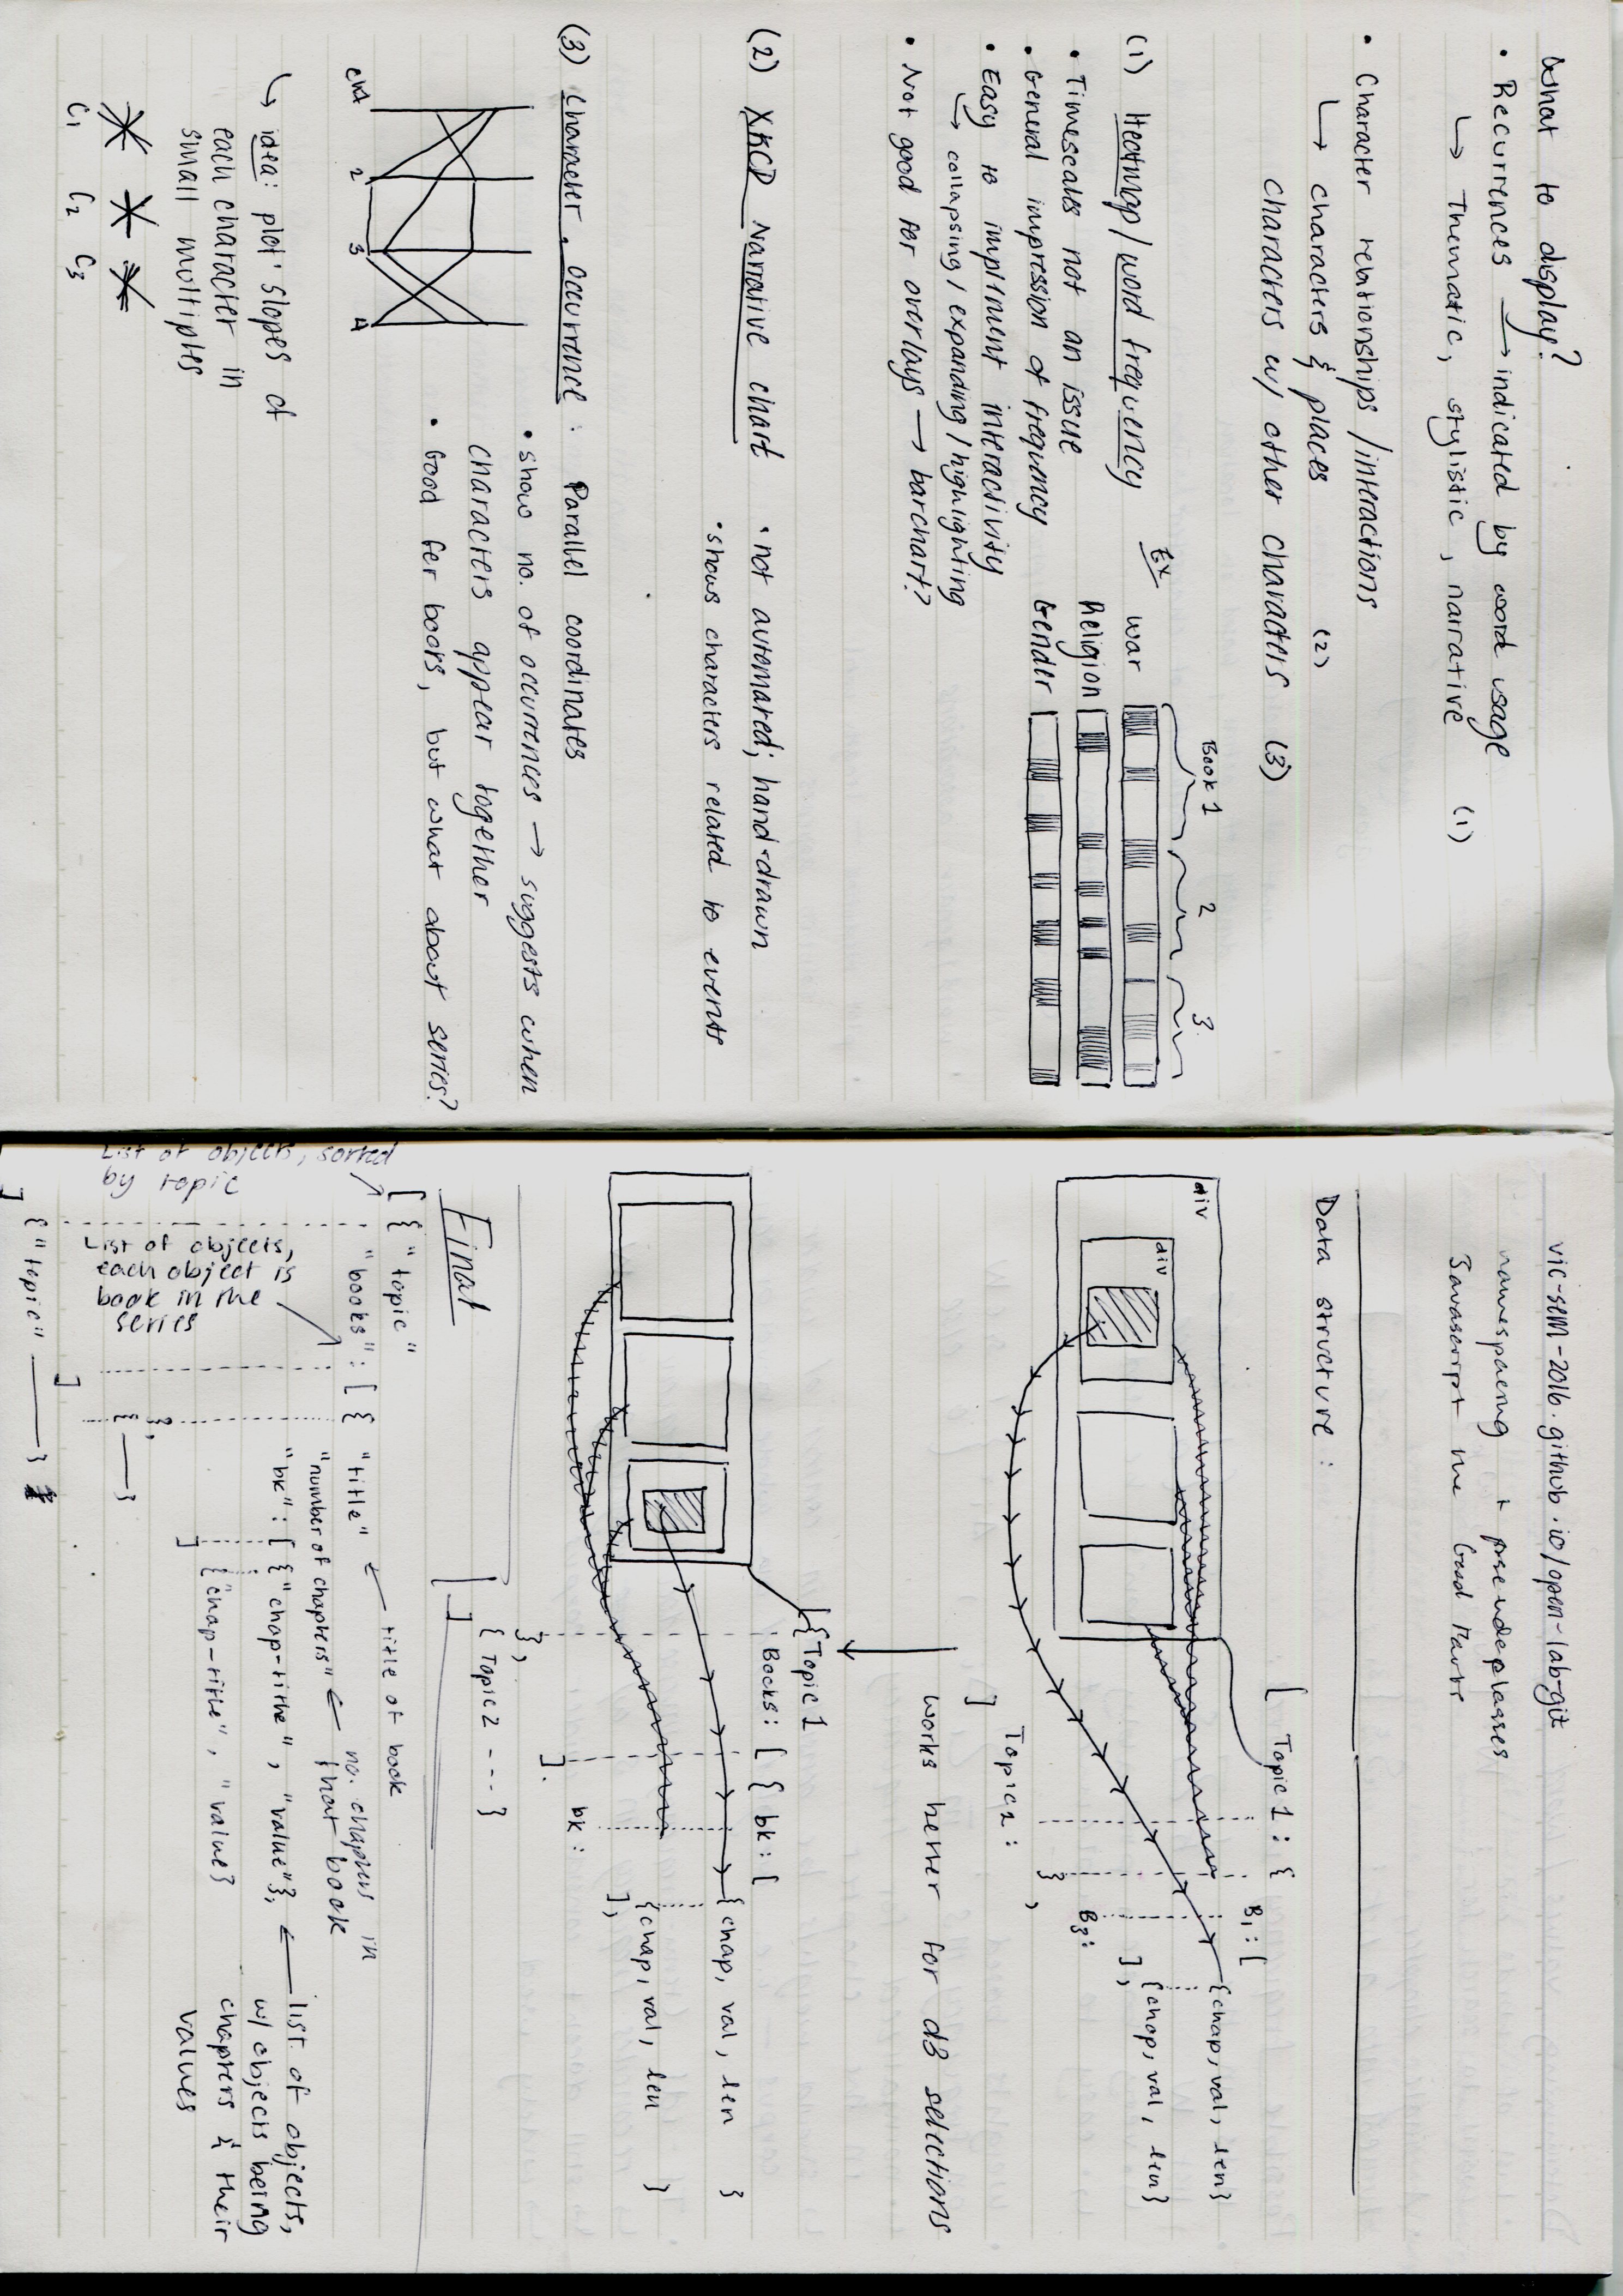 What to display?
• Recurrences → indicated by word usage
↳ Thematic, stylistic, narrative (1)
• Character relationships / interactions
↳ characters & places (2)
characters w/ other characters (3)
(1) Heatmap / word frequency
• Timescales not an issue
• General impression of frequency
• Easy to implement interactivity
↳ collapsing / expanding / highlighting
• Not good for overlays → barchart?
Ex
Book 1 2 3
War
Religion
Gender
(2) XKCD Narrative chart
• not automated; hand-drawn
• shows characters related to events
(3) Character Occurrence : Parallel coordinates
• show no. of occurrences → suggests when
characters appear together
• Good for books, but what about series?
Ch1 2 3 4
↳ idea: plot slopes of
each character in
small multiples
C1 C2 C3
vic-sem-2016.github.io/open-lab-git
namespacing + pseudoclasses
Javascript the Good Parts
Data structure :
[ Topic 1 : {
B1 : [
{chap, val, len}
{chap, val, len}
],
B3 :
} ,
Topic 2 :
]
div
div
works better for d3 selections
[{Topic 1
Books : [ { bk : [
{chap, val, len }
{chap, val, len }
],
bk :
].
},
{ Topic 2 --- }
]
Final
[ { "topic"
"books" : [ { "title" ← title of book
"number of chapters" ← no. chapters in
that book
"bk" : [ {"chap-title" , "value"}, ← list of objects,
w/ objects being
chapters & their
values
{"chap-title" , "value}
]
},
{ — }
]
{"topic" — }
]
List of objects, sorted
by topic
List of objects,
each object is
book in the
series